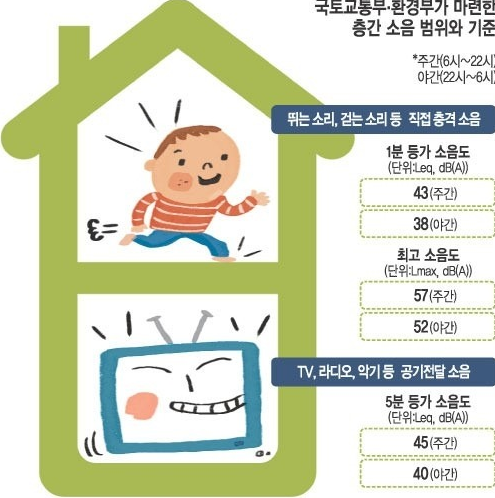 국토교통부·환경부가 마련한
층간 소음 범위와 기준
*주간(6시~22시)
야간(22시~6시)
뛰는 소리, 걷는 소리 등 직접 충격 소음
1분 등가 소음도
(단위:Leq, dB(A))
43(주간)
38(야간)
최고 소음도
(단위:Lmax, dB(A))
57(주간)
52(야간)
TV, 라디오, 악기 등 공기전달 소음
5분 등가 소음도
(단위:Leq, dB(A))
45(주간)
40(야간)